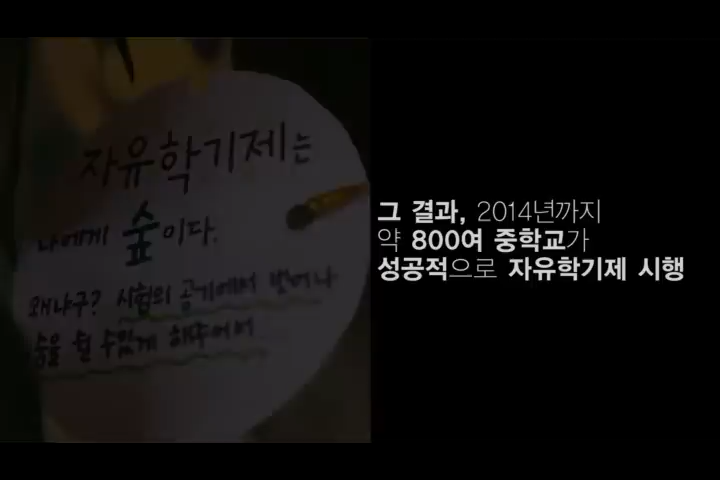 자유학기제는
나에게 숲이다.
왜냐구? 시험의 공기에서 벗어나
숨을 쉴 수있게 해주어서
그 결과, 2014년까지
약 800여 중학교가
성공적으로 자유학기제 시행